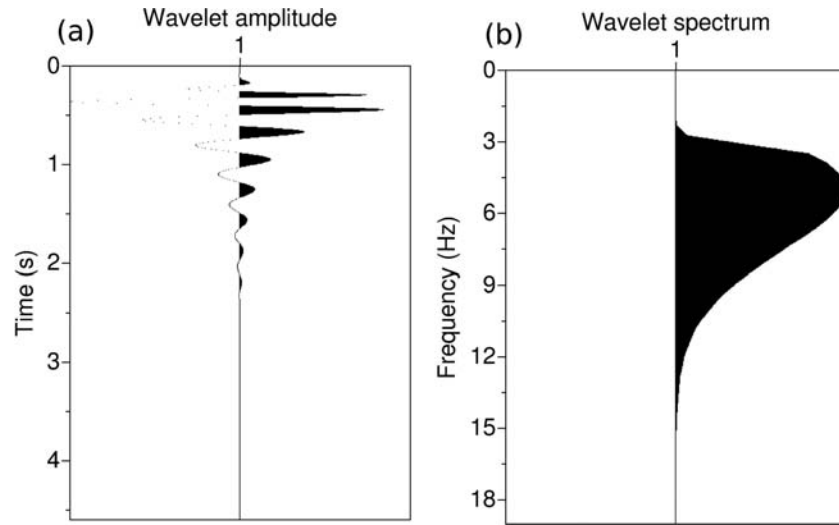 (a)
Wavelet amplitude
1
0
1
2
3
4
Time (s)
(b)
Wavelet spectrum
1
0
3
6
9
12
15
18
Frequency (Hz)